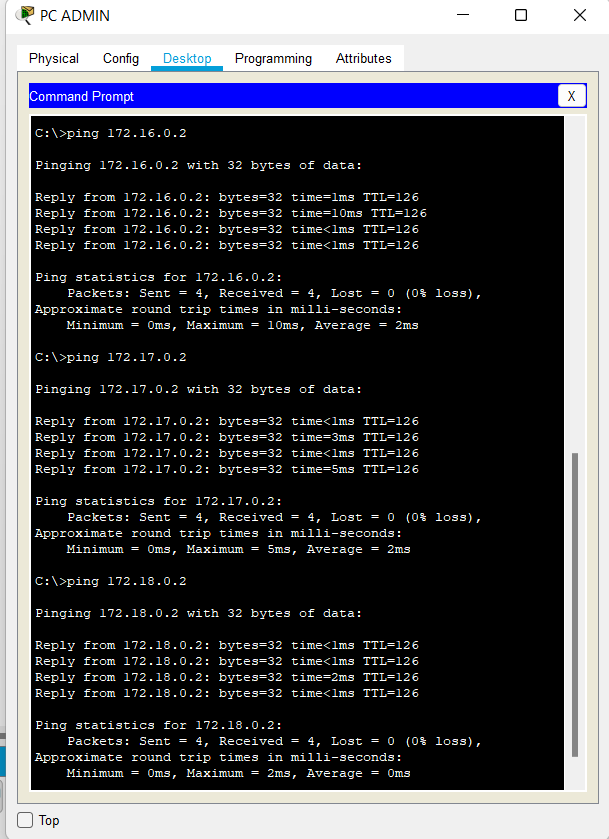 PC ADMIN
Physical Config Desktop Programming Attributes
Command Prompt X
C:\>ping 172.16.0.2
Pinging 172.16.0.2 with 32 bytes of data:
Reply from 172.16.0.2: bytes=32 time=1ms TTL=126
Reply from 172.16.0.2: bytes=32 time=10ms TTL=126
Reply from 172.16.0.2: bytes=32 time<1ms TTL=126
Reply from 172.16.0.2: bytes=32 time<1ms TTL=126
Ping statistics for 172.16.0.2:
    Packets: Sent = 4, Received = 4, Lost = 0 (0% loss),
Approximate round trip times in milli-seconds:
    Minimum = 0ms, Maximum = 10ms, Average = 2ms
C:\>ping 172.17.0.2
Pinging 172.17.0.2 with 32 bytes of data:
Reply from 172.17.0.2: bytes=32 time<1ms TTL=126
Reply from 172.17.0.2: bytes=32 time=3ms TTL=126
Reply from 172.17.0.2: bytes=32 time<1ms TTL=126
Reply from 172.17.0.2: bytes=32 time=5ms TTL=126
Ping statistics for 172.17.0.2:
    Packets: Sent = 4, Received = 4, Lost = 0 (0% loss),
Approximate round trip times in milli-seconds:
    Minimum = 0ms, Maximum = 5ms, Average = 2ms
C:\>ping 172.18.0.2
Pinging 172.18.0.2 with 32 bytes of data:
Reply from 172.18.0.2: bytes=32 time<1ms TTL=126
Reply from 172.18.0.2: bytes=32 time<1ms TTL=126
Reply from 172.18.0.2: bytes=32 time=2ms TTL=126
Reply from 172.18.0.2: bytes=32 time<1ms TTL=126
Ping statistics for 172.18.0.2:
    Packets: Sent = 4, Received = 4, Lost = 0 (0% loss),
Approximate round trip times in milli-seconds:
    Minimum = 0ms, Maximum = 2ms, Average = 0ms
Top